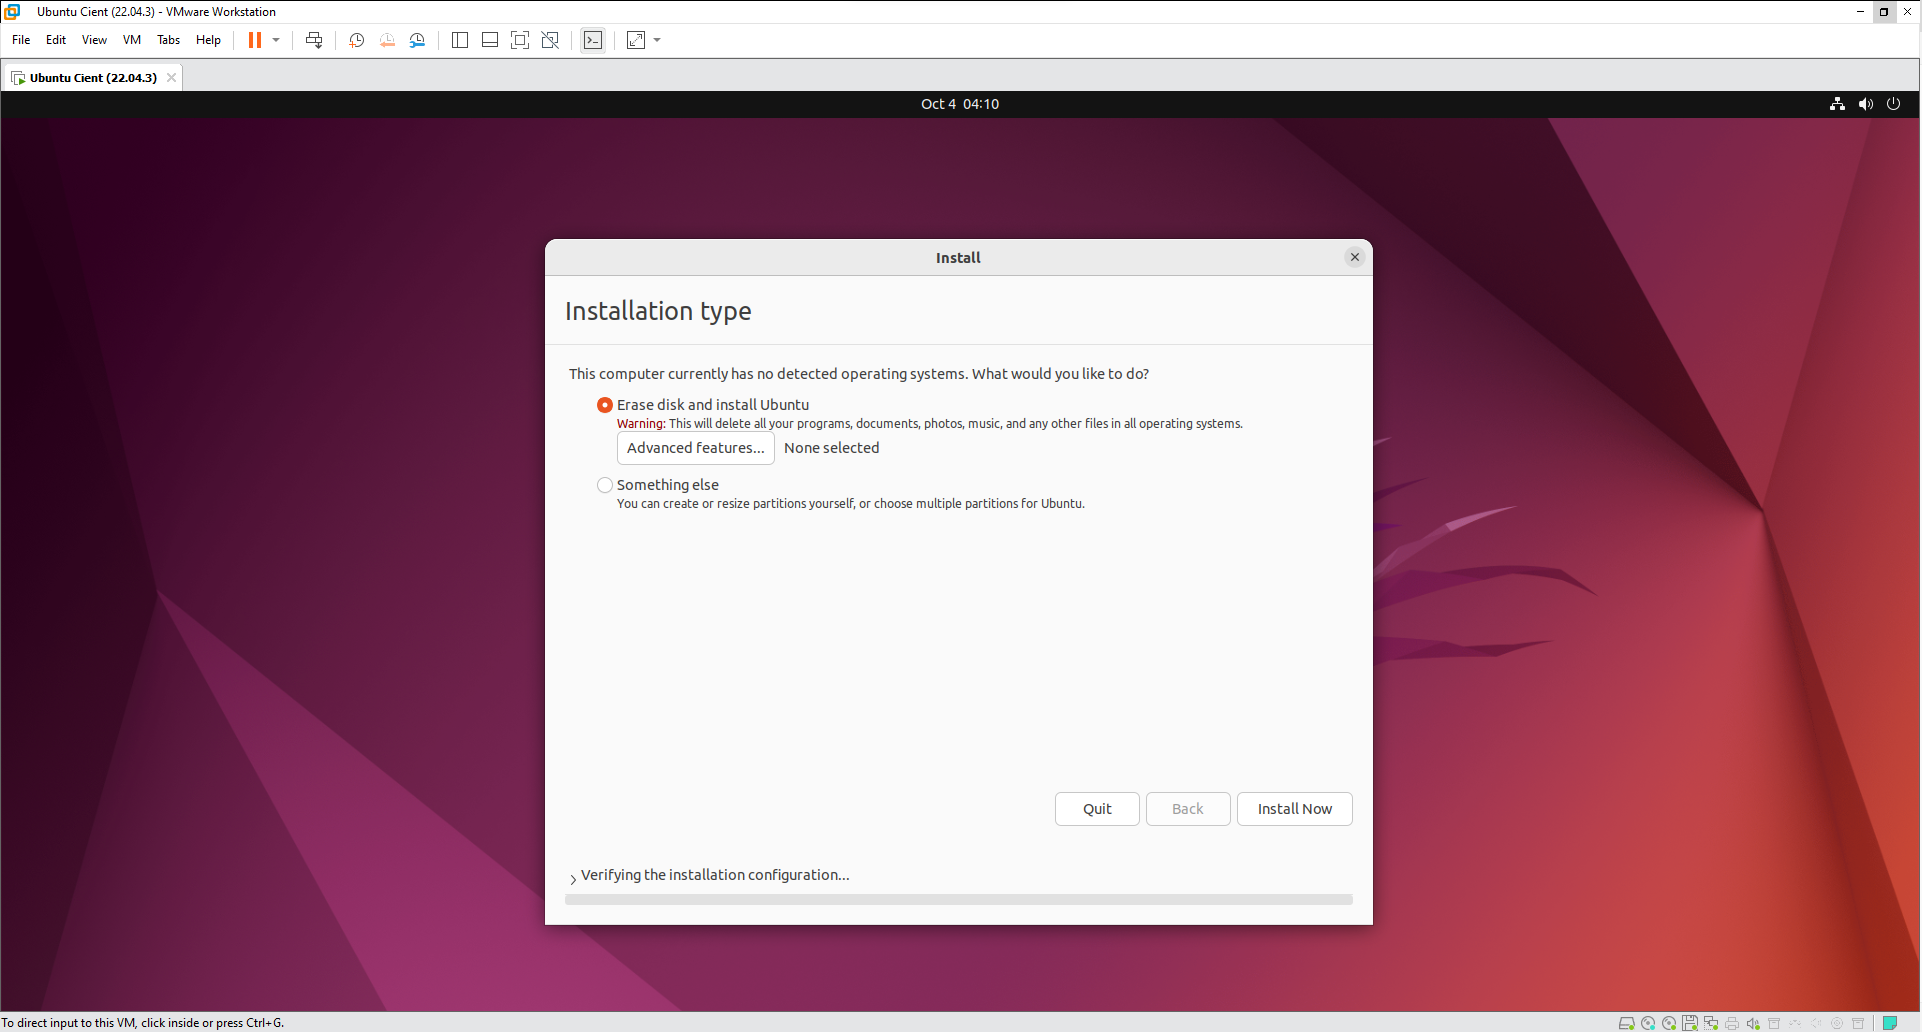 Ubuntu Cient (22.04.3) - VMware Workstation
File Edit View VM Tabs Help
Ubuntu Cient (22.04.3)
Oct 4 04:10
Install
Installation type
This computer currently has no detected operating systems. What would you like to do?
Erase disk and install Ubuntu
Warning: This will delete all your programs, documents, photos, music, and any other files in all operating systems.
Advanced features... None selected
Something else
You can create or resize partitions yourself, or choose multiple partitions for Ubuntu.
Quit Back Install Now
Verifying the installation configuration...
To direct input to this VM, click inside or press Ctrl+G.